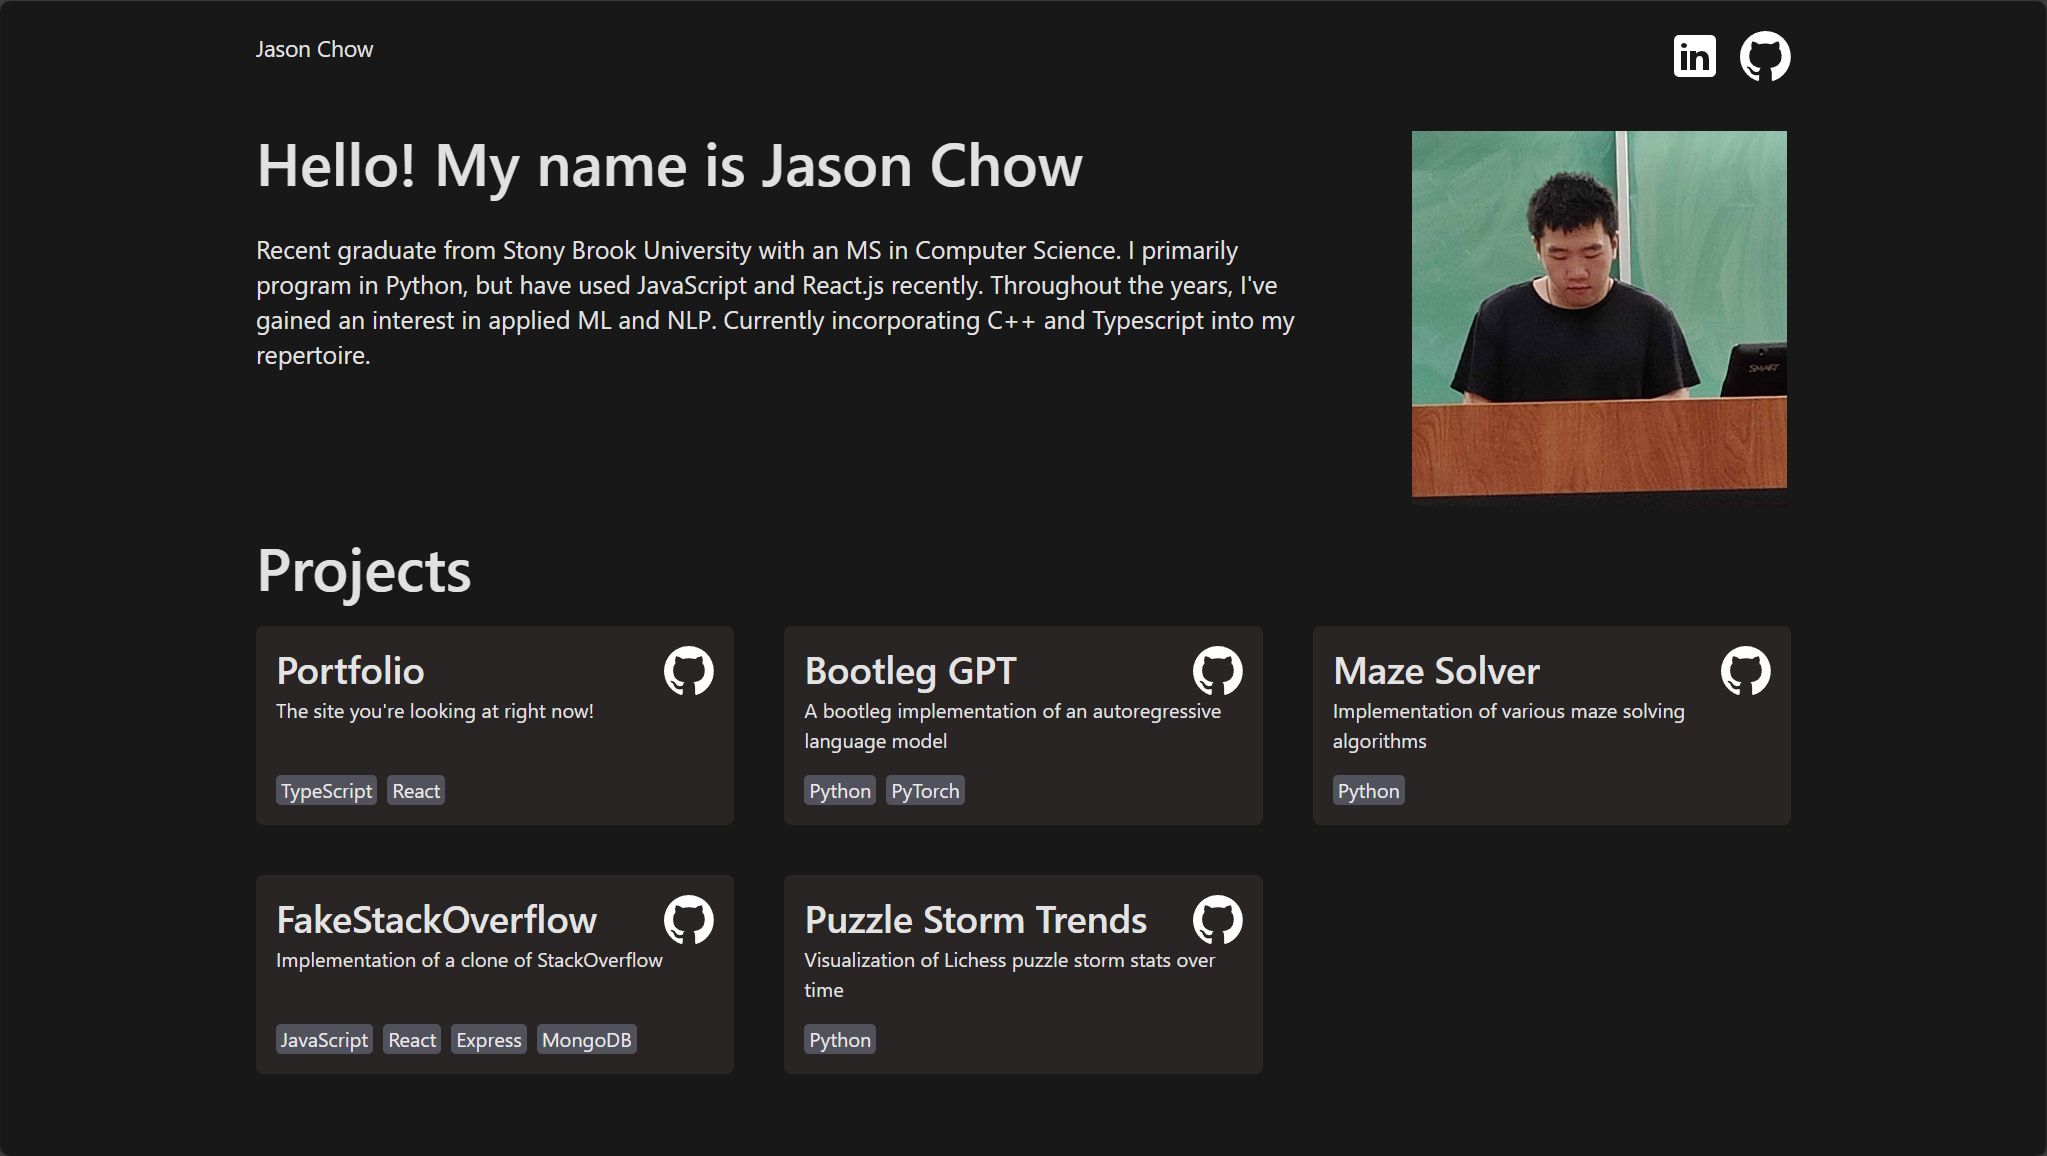 Jason Chow
in
Hello! My name is Jason Chow
Recent graduate from Stony Brook University with an MS in Computer Science. I primarily
program in Python, but have used JavaScript and React.js recently. Throughout the years, I've
gained an interest in applied ML and NLP. Currently incorporating C++ and Typescript into my
repertoire.
SMART
Projects
Portfolio
The site you're looking at right now!
TypeScript React
Bootleg GPT
A bootleg implementation of an autoregressive
language model
Python PyTorch
Maze Solver
Implementation of various maze solving
algorithms
Python
FakeStackOverflow
Implementation of a clone of StackOverflow
JavaScript React Express MongoDB
Puzzle Storm Trends
Visualization of Lichess puzzle storm stats over
time
Python